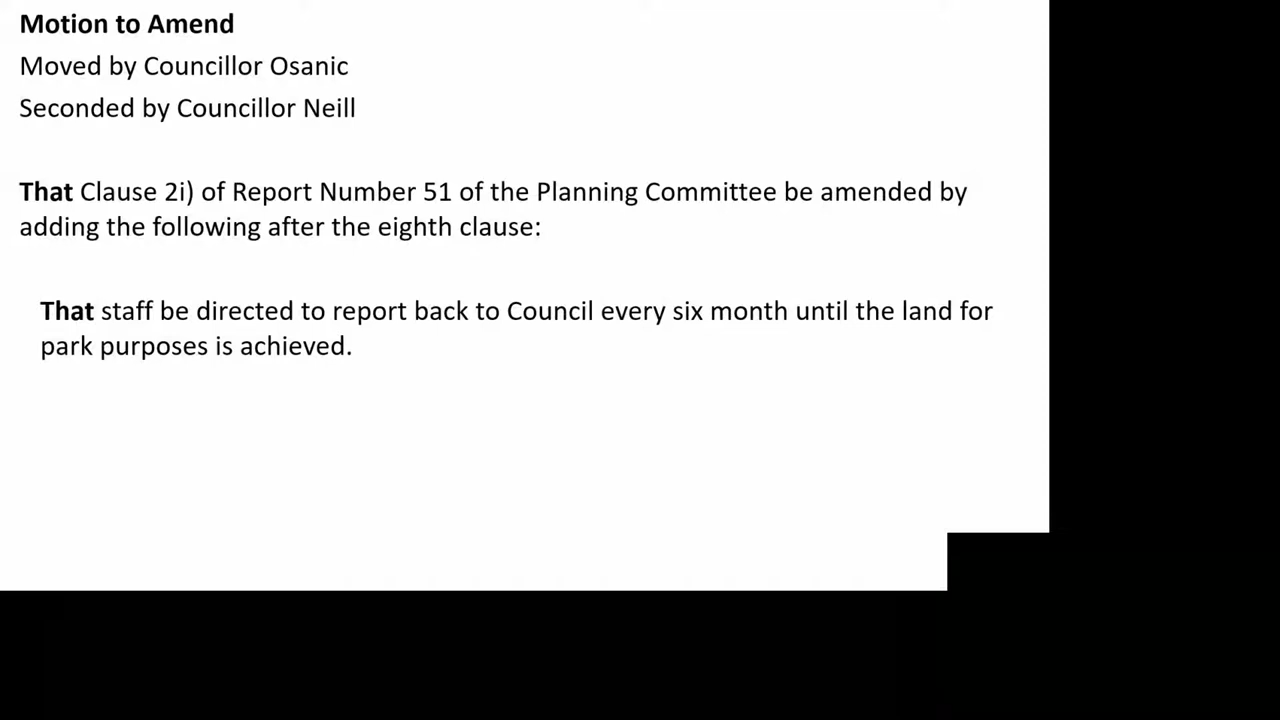 Motion to Amend
Moved by Councillor Osanic
Seconded by Councillor Neill
That Clause 2i) of Report Number 51 of the Planning Committee be amended by
adding the following after the eighth clause:
That staff be directed to report back to Council every six month until the land for
park purposes is achieved.